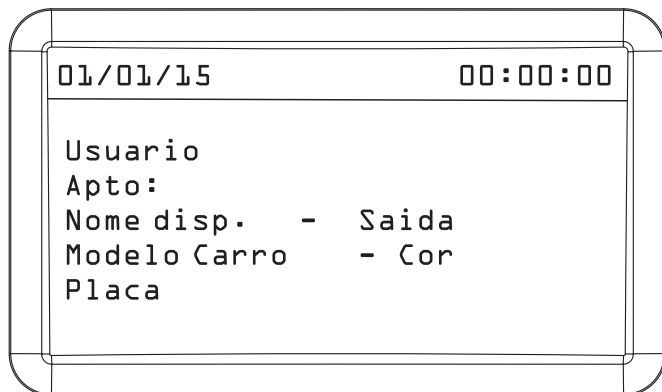 01/01/15 00:00:00
Usuario
Apto:
Nome disp. - Saida
Modelo Carro - Cor
Placa